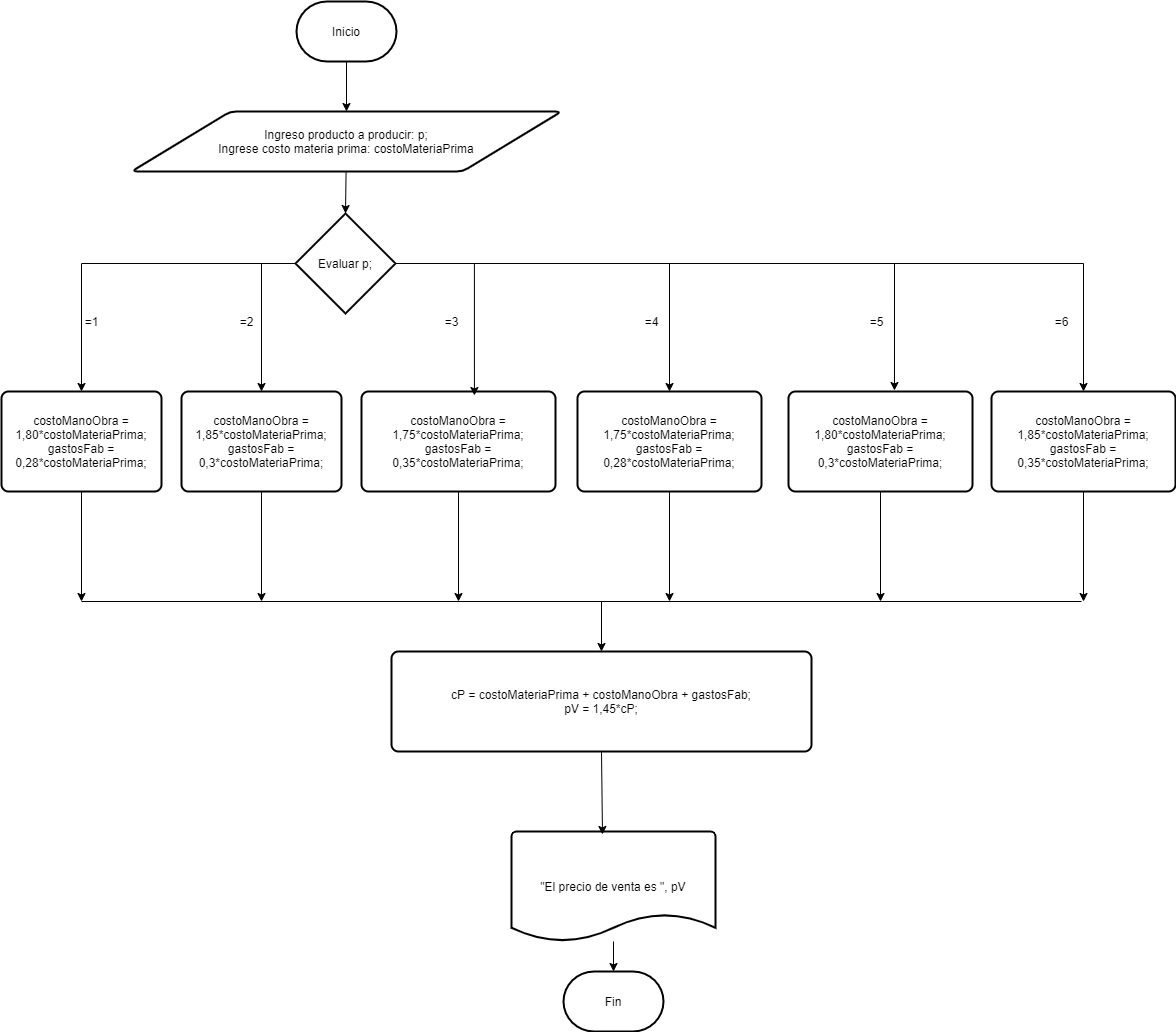 Inicio
Ingreso producto a producir: p;
Ingrese costo materia prima: costoMateriaPrima
Evaluar p;
=1
=2
=3
=4
=5
=6
costoManoObra =
1,80*costoMateriaPrima;
gastosFab =
0,28*costoMateriaPrima;
costoManoObra =
1,85*costoMateriaPrima;
gastosFab =
0,3*costoMateriaPrima;
costoManoObra =
1,75*costoMateriaPrima;
gastosFab =
0,35*costoMateriaPrima;
costoManoObra =
1,75*costoMateriaPrima;
gastosFab =
0,28*costoMateriaPrima;
costoManoObra =
1,80*costoMateriaPrima;
gastosFab =
0,3*costoMateriaPrima;
costoManoObra =
1,85*costoMateriaPrima;
gastosFab =
0,35*costoMateriaPrima;
cP = costoMateriaPrima + costoManoObra + gastosFab;
pV = 1,45*cP;
"El precio de venta es ", pV
Fin